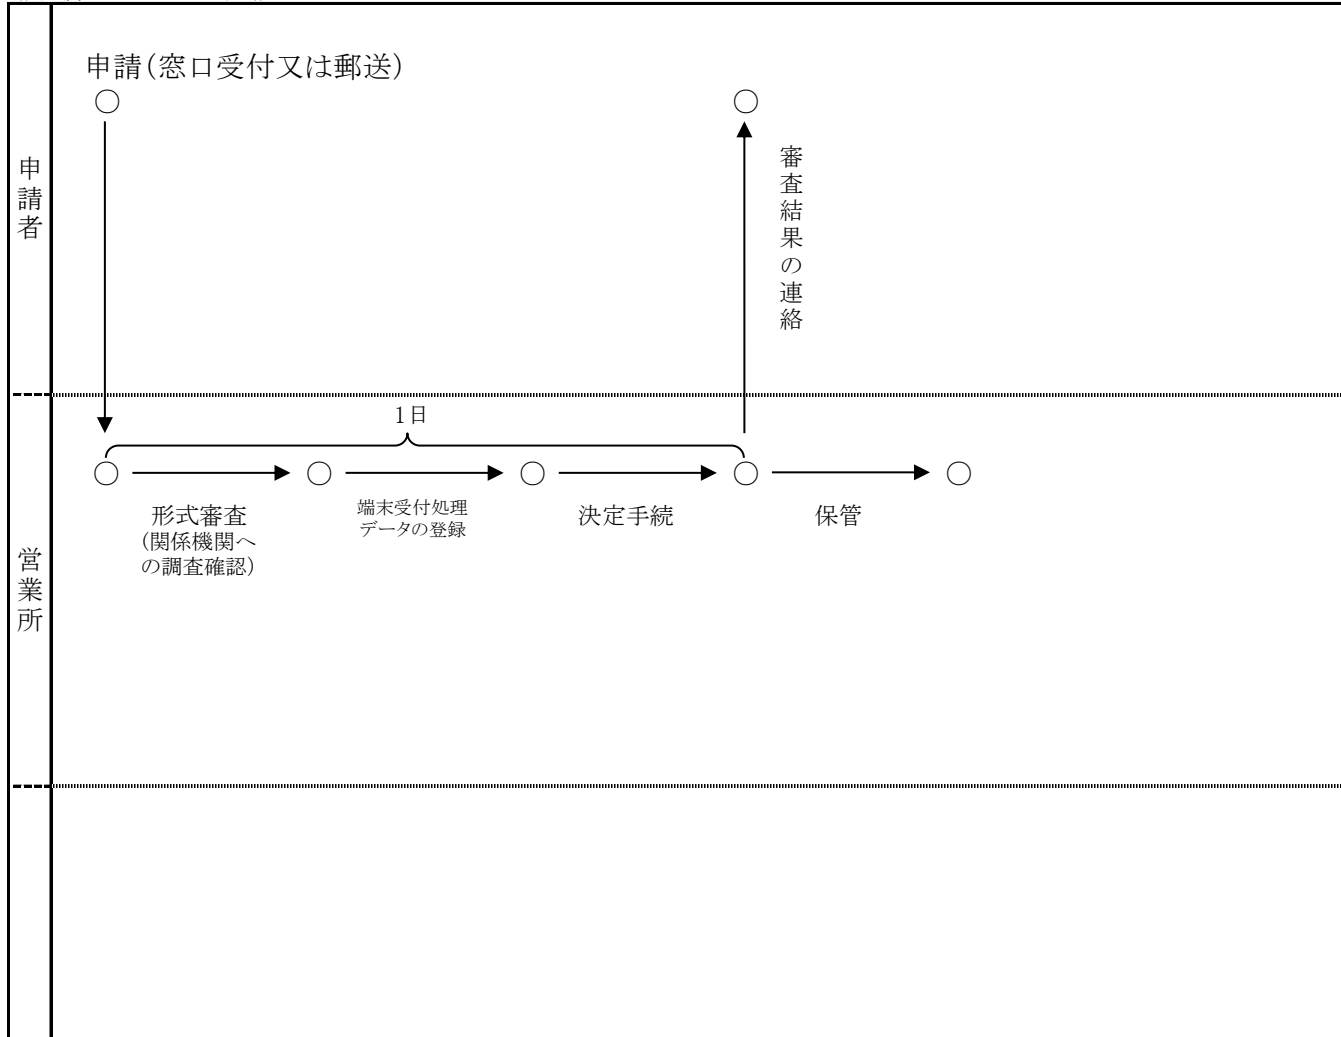 申請（窓口受付又は郵送）
申請者
審査結果の連絡
1日
形式審査
（関係機関へ
の調査確認）
端末受付処理
データの登録
決定手続
保管
営業所